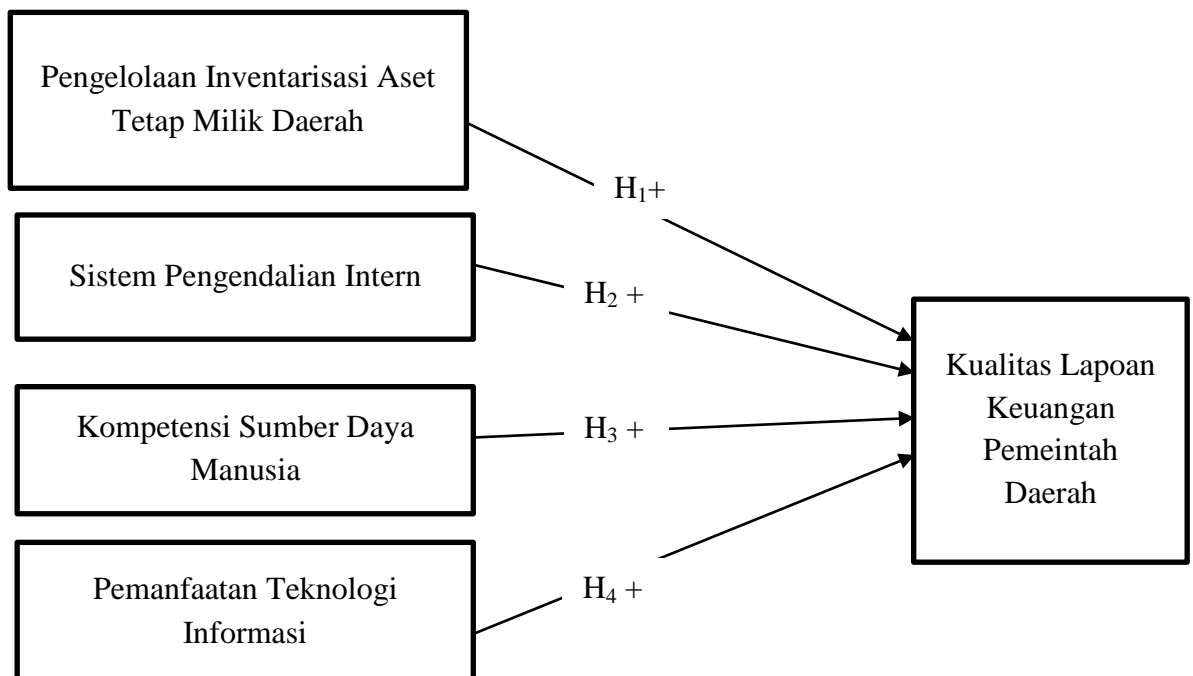 Pengelolaan Inventarisasi Aset
Tetap Milik Daerah
H₁+
Sistem Pengendalian Intern
H₂ +
Kompetensi Sumber Daya
Manusia
H₃ +
Pemanfaatan Teknologi
Informasi
H₄ +
Kualitas Lapoan
Keuangan
Pemeintah
Daerah